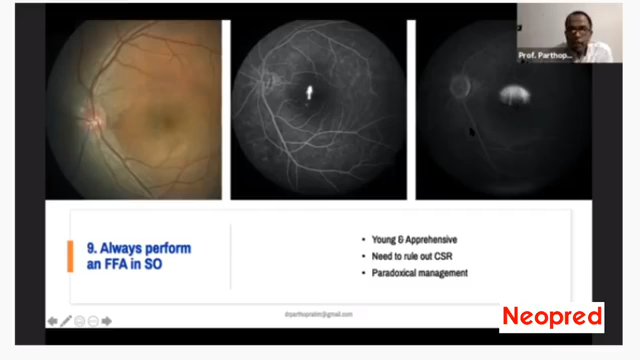 Prof. Parthop...
9. Always perform
an FFA in SO
• Young & Apprehensive
• Need to rule out CSR
• Paradoxical management
drparthopratim@gmail.com
Neopred